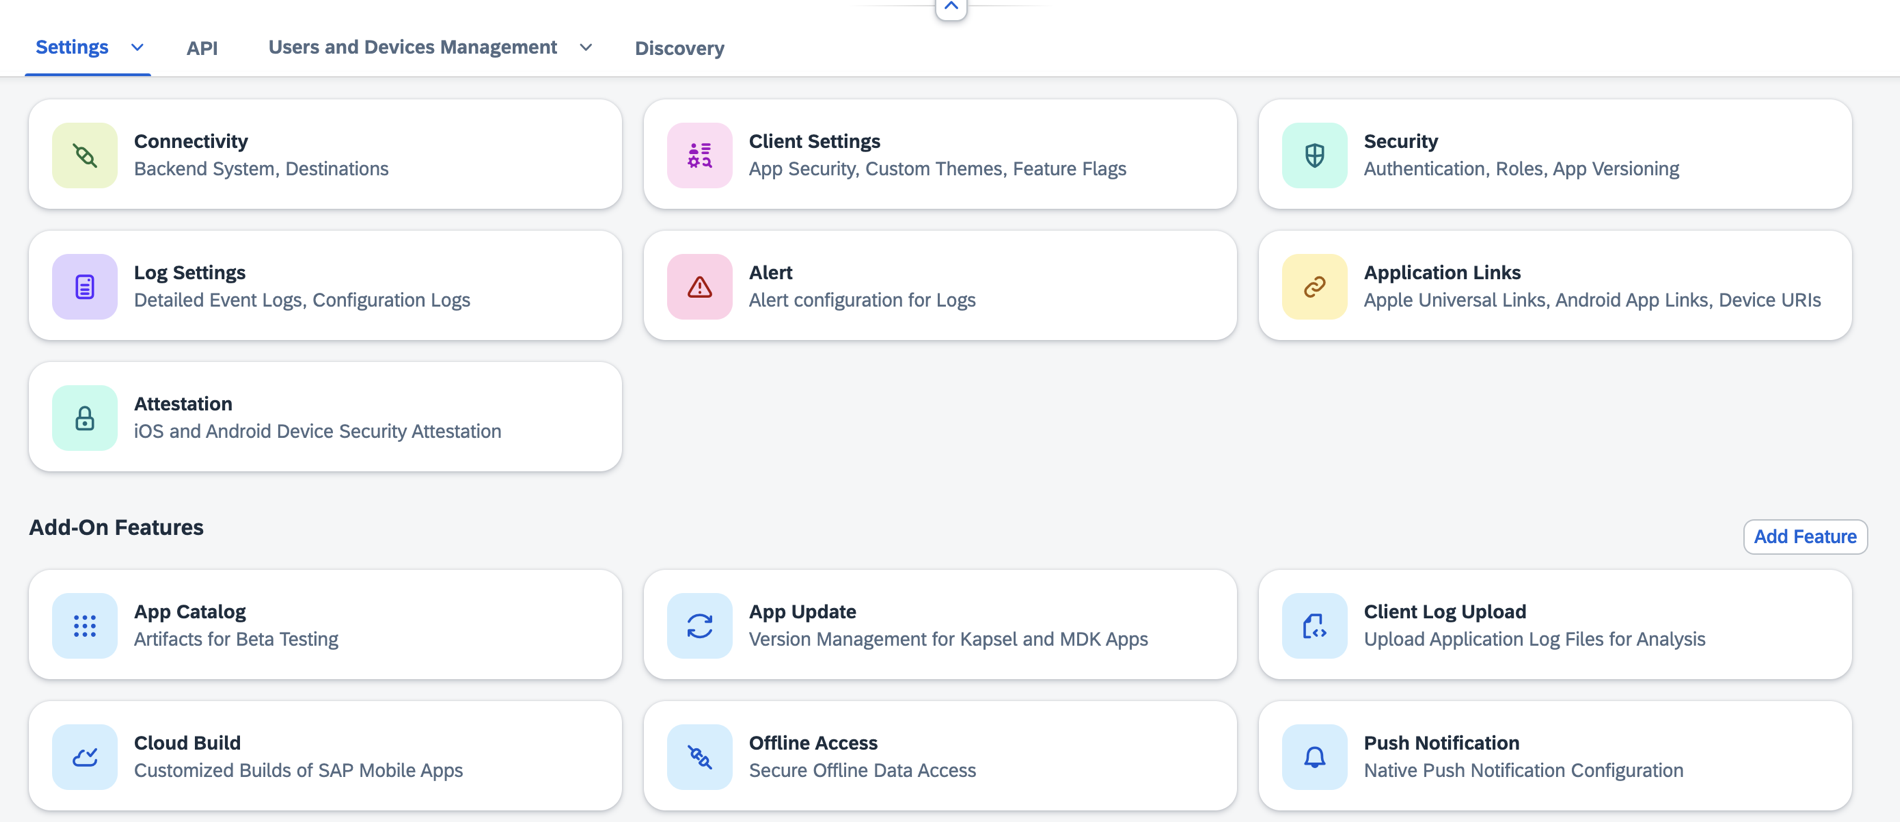 Settings
API
Users and Devices Management
Discovery
Connectivity
Backend System, Destinations
Client Settings
App Security, Custom Themes, Feature Flags
Security
Authentication, Roles, App Versioning
Log Settings
Detailed Event Logs, Configuration Logs
Alert
Alert configuration for Logs
Application Links
Apple Universal Links, Android App Links, Device URIs
Attestation
iOS and Android Device Security Attestation
Add-On Features
Add Feature
App Catalog
Artifacts for Beta Testing
App Update
Version Management for Kapsel and MDK Apps
Client Log Upload
Upload Application Log Files for Analysis
Cloud Build
Customized Builds of SAP Mobile Apps
Offline Access
Secure Offline Data Access
Push Notification
Native Push Notification Configuration